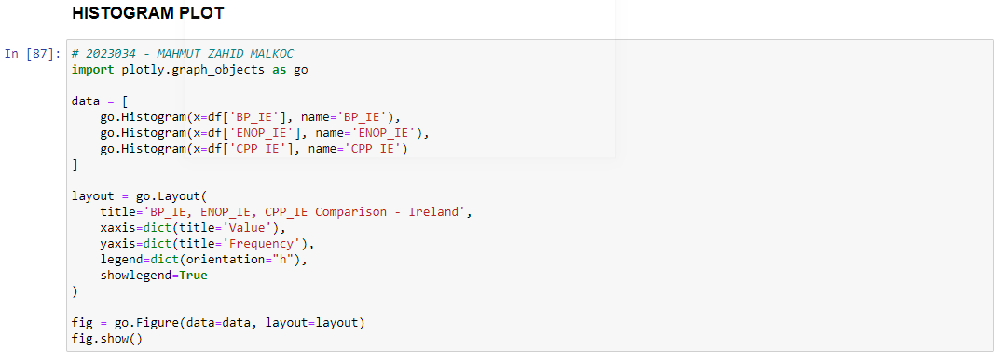 HISTOGRAM PLOT
In [87]: # 2023034 - MAHMUT ZAHID MALKOC
import plotly.graph_objects as go
data = [
go.Histogram(x=df['BP_IE'], name='BP_IE'),
go.Histogram(x=df['ENOP_IE'], name='ENOP_IE'),
go.Histogram(x=df['CPP_IE'], name='CPP_IE')
]
layout = go.Layout(
title='BP_IE, ENOP_IE, CPP_IE Comparison - Ireland',
xaxis=dict(title='Value'),
yaxis=dict(title='Frequency'),
legend=dict(orientation="h"),
showlegend=True
)
fig = go.Figure(data=data, layout=layout)
fig.show()